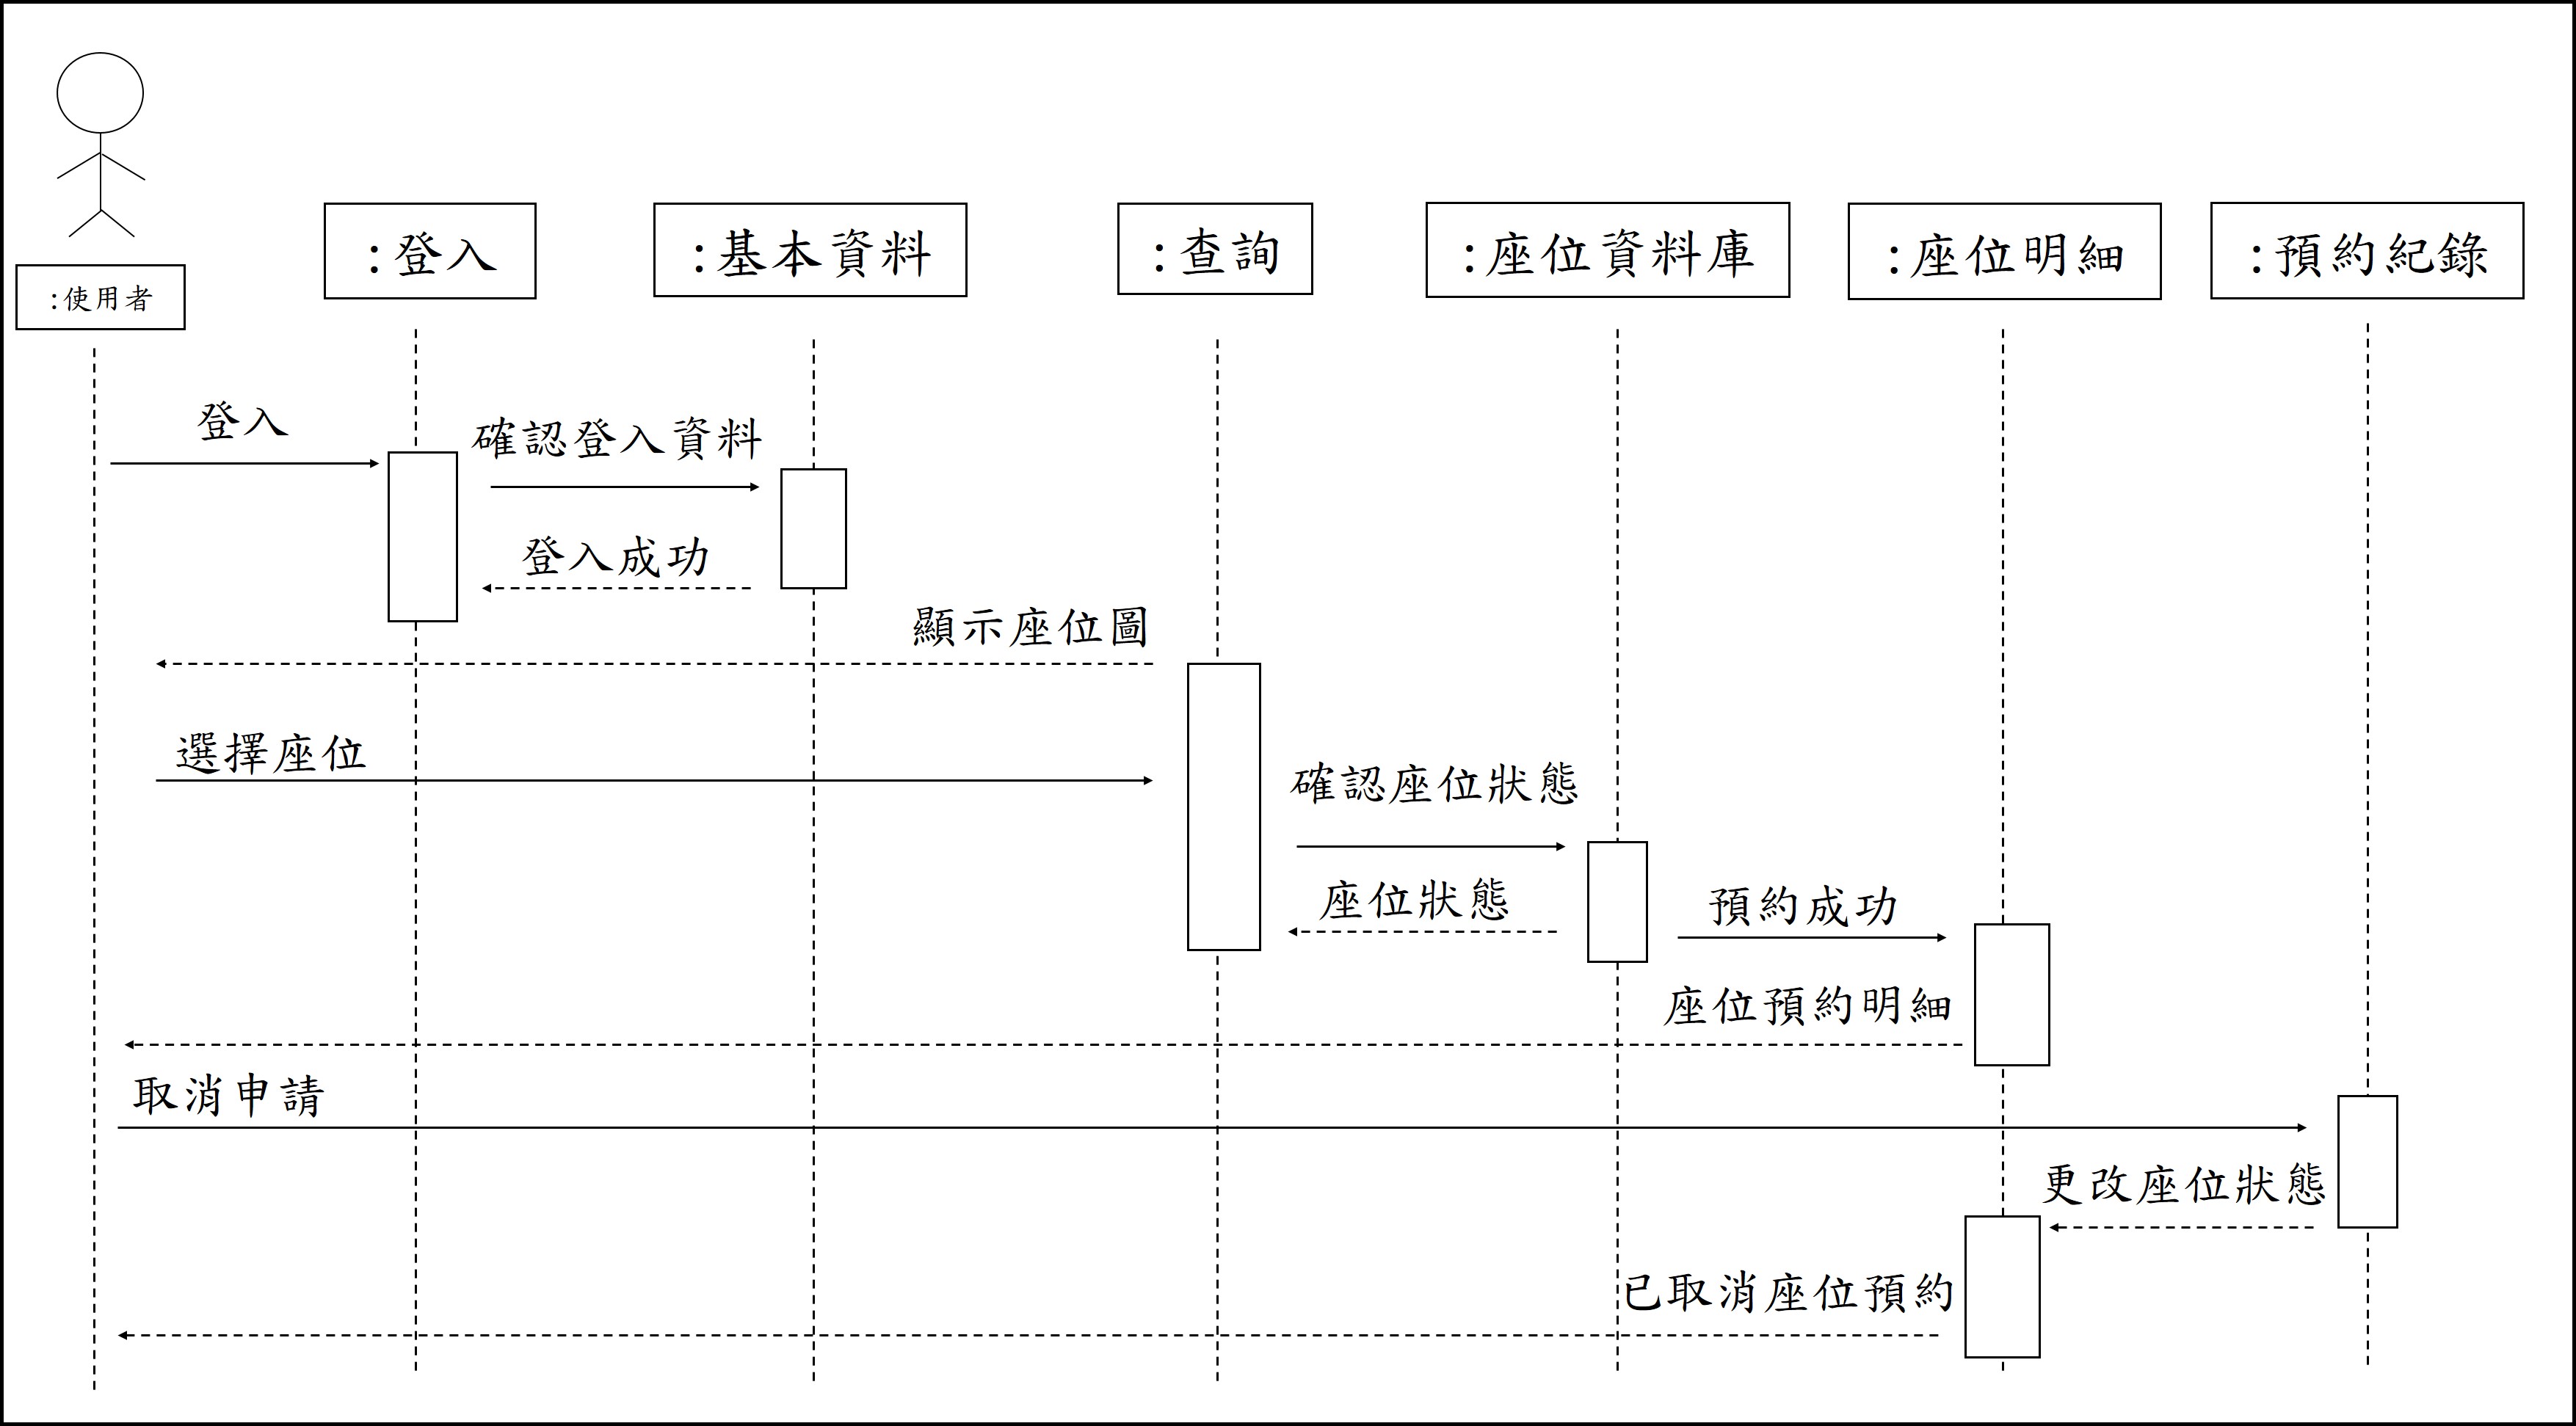 :使用者
:登入
:基本資料
:查詢
:座位資料庫
:座位明細
:預約紀錄
登入
確認登入資料
登入成功
顯示座位圖
選擇座位
確認座位狀態
座位狀態
預約成功
座位預約明細
取消申請
更改座位狀態
已取消座位預約